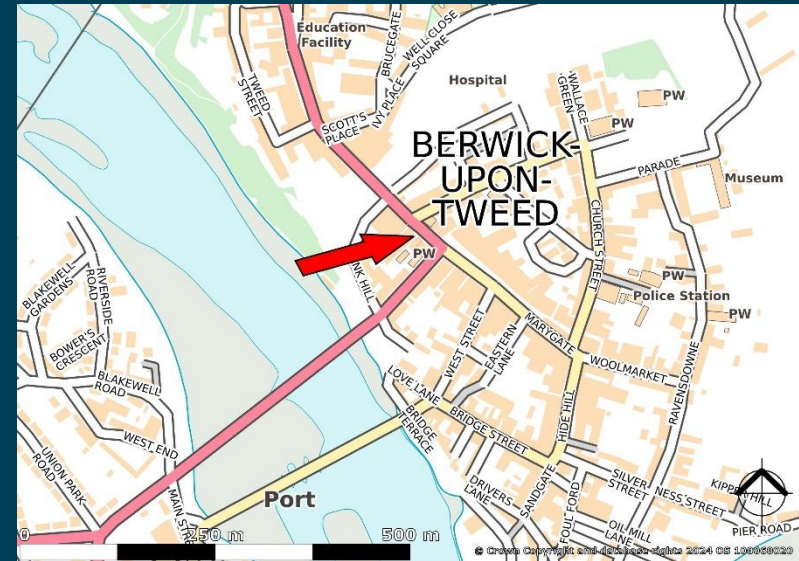 Education
Facility
BRUCEGATE
WELL-CLOSE
SQUARE
TWEED
STREET
SCOTT'S
PLACE
IVY PLACE
Hospital
WALLACE
GREEN
PW
PW
BERWICK-
UPON-
TWEED
PARADE
Museum
CHURCH STREET
PW
NK HILL
PW
Police Station
PW
BLAKEWELL
GARDENS
RIVERSIDE
ROAD
BOWER'S
CRESCENT
BLAKEWELL
ROAD
WEST END
UNION PARK
ROAD
MAIN STRE
MARYGATE
WOOLMARKET
WEST STREET
EASTERN
LANE
RAVENSDOWNE
LOVE LANE
BRIDGE STREET
BRIDGE
TERRACE
HIDE HILL
DRIVERS
LANE
SANDGATE
FOUL FORD
SILVER
STREET
NESS STREET
OIL MILL
LANE
PIER ROAD
Port
0
250 m
500 m
© Crown Copyright and database rights 2024 OS 100060020